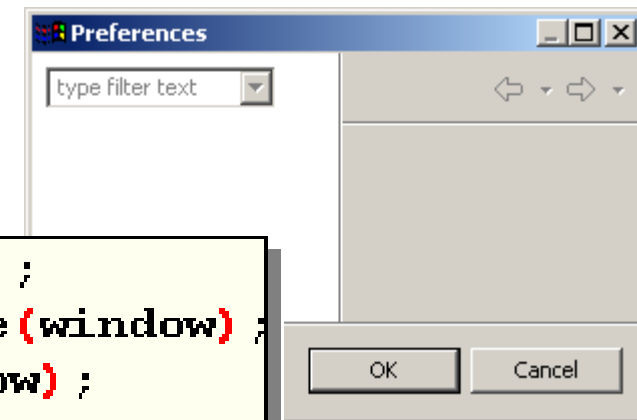 Preferences
type filter text
;
e(window) ;
ow) ;
OK Cancel